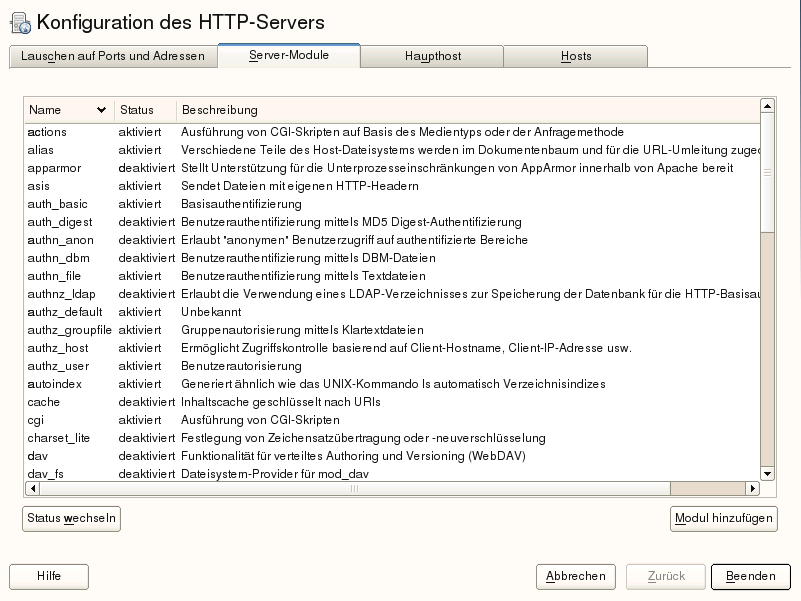 Konfiguration des HTTP-Servers
Lauschen auf Ports und Adressen Server-Module Haupthost Hosts
Name Status Beschreibung
actions aktiviert Ausführung von CGI-Skripten auf Basis des Medientyps oder der Anfragemethode
alias aktiviert Verschiedene Teile des Host-Dateisystems werden im Dokumentenbaum und für die URL-Umleitung
apparmor deaktiviert Stellt Unterstützung für die Unterprozesseinschränkungen von AppArmor innerhalb von Apache bereit
asis aktiviert Sendet Dateien mit eigenen HTTP-Headern
auth_basic aktiviert Basisauthentifizierung
auth_digest deaktiviert Benutzerauthentifizierung mittels MD5 Digest-Authentifizierung
authn_anon deaktiviert Erlaubt "anonymen" Benutzerzugriff auf authentifizierte Bereiche
authn_dbm deaktiviert Benutzerauthentifizierung mittels DBM-Dateien
authn_file aktiviert Benutzerauthentifizierung mittels Textdateien
authnz_ldap deaktiviert Erlaubt die Verwendung eines LDAP-Verzeichnisses zur Speicherung der Datenbank für die
authz_default aktiviert Unbekannt
authz_groupfile aktiviert Gruppenautorisierung mittels Klartextdateien
authz_host aktiviert Ermöglicht Zugriffskontrolle basierend auf Client-Hostname, Client-IP-Adresse usw.
authz_user aktiviert Benutzerautorisierung
autoindex aktiviert Generiert ähnlich wie das UNIX-Kommando ls automatisch Verzeichnisindizes
cache deaktiviert Inhaltscache geschlüsselt nach URIs
cgi aktiviert Ausführung von CGI-Skripten
charset_lite deaktiviert Festlegung von Zeichensatzübertragung oder -neuverschlüsselung
dav deaktiviert Funktionalität für verteiltes Authoring und Versioning (WebDAV)
dav_fs deaktiviert Dateisystem-Provider für mod_dav
Status wechseln Modul hinzufügen
Hilfe Abbrechen Zurück Beenden